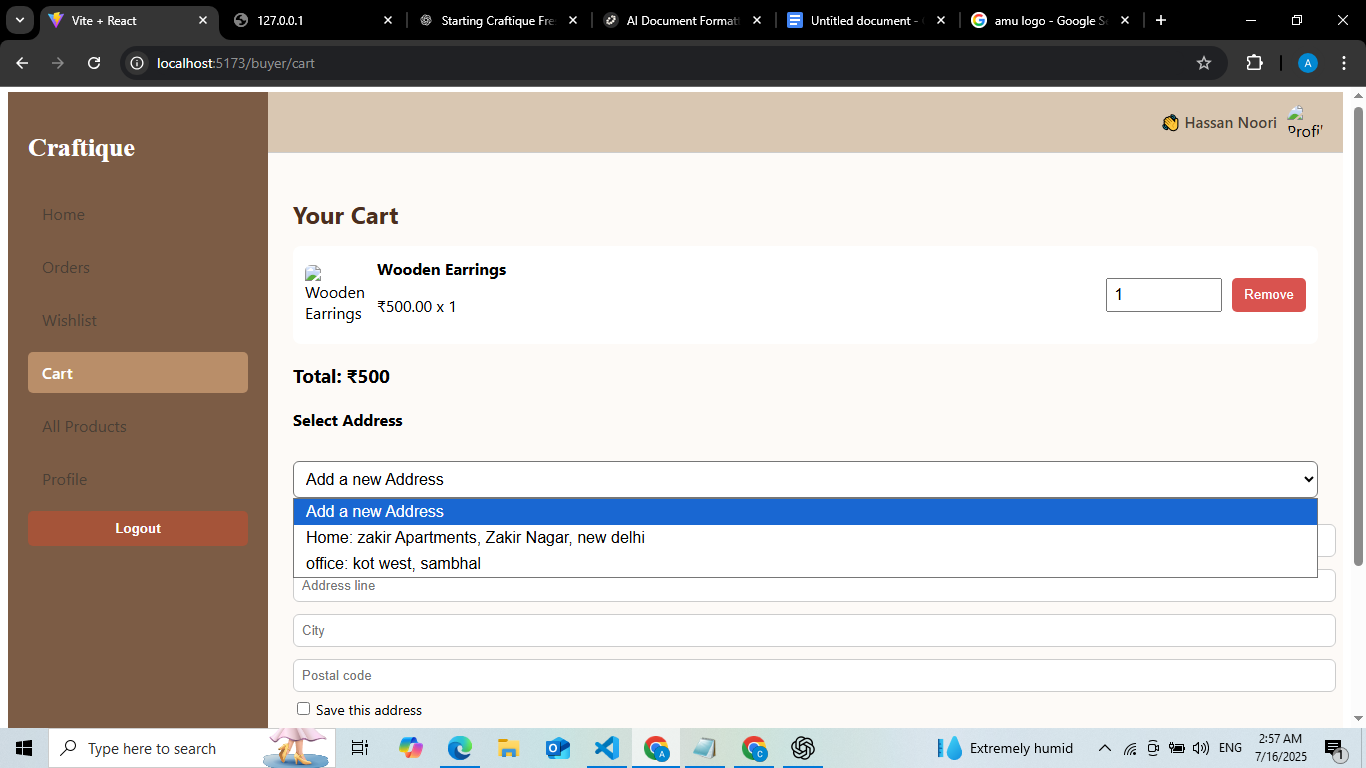 Vite + React
127.0.0.1
Starting Craftique Fre
AI Document Formatt
Untitled document -
amu logo - Google Se
localhost:5173/buyer/cart
A
Craftique
👏 Hassan Noori
Profil
Home
Orders
Wishlist
Cart
All Products
Profile
Logout
Your Cart
Wooden Earrings
Wooden
Earrings
₹500.00 x 1
1
Remove
Total: ₹500
Select Address
Add a new Address
Add a new Address
Home: zakir Apartments, Zakir Nagar, new delhi
office: kot west, sambhal
Address line
City
Postal code
Save this address
Type here to search
A
C
Extremely humid
ENG
2:57 AM
7/16/2025
1